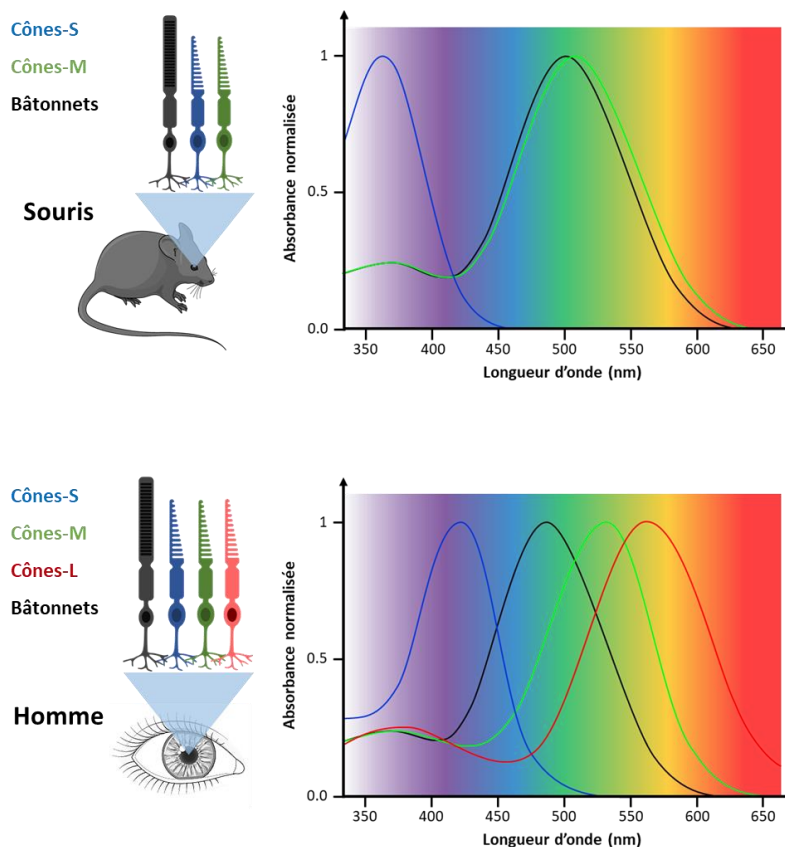 Cônes-S
Cônes-M
Bâtonnets
Souris
Absorbance normalisée
1
0.5
0.0
350 400 450 500 550 600 650
Longueur d’onde (nm)
Cônes-S
Cônes-M
Cônes-L
Bâtonnets
Homme
Absorbance normalisée
1
0.5
0.0
350 400 450 500 550 600 650
Longueur d’onde (nm)